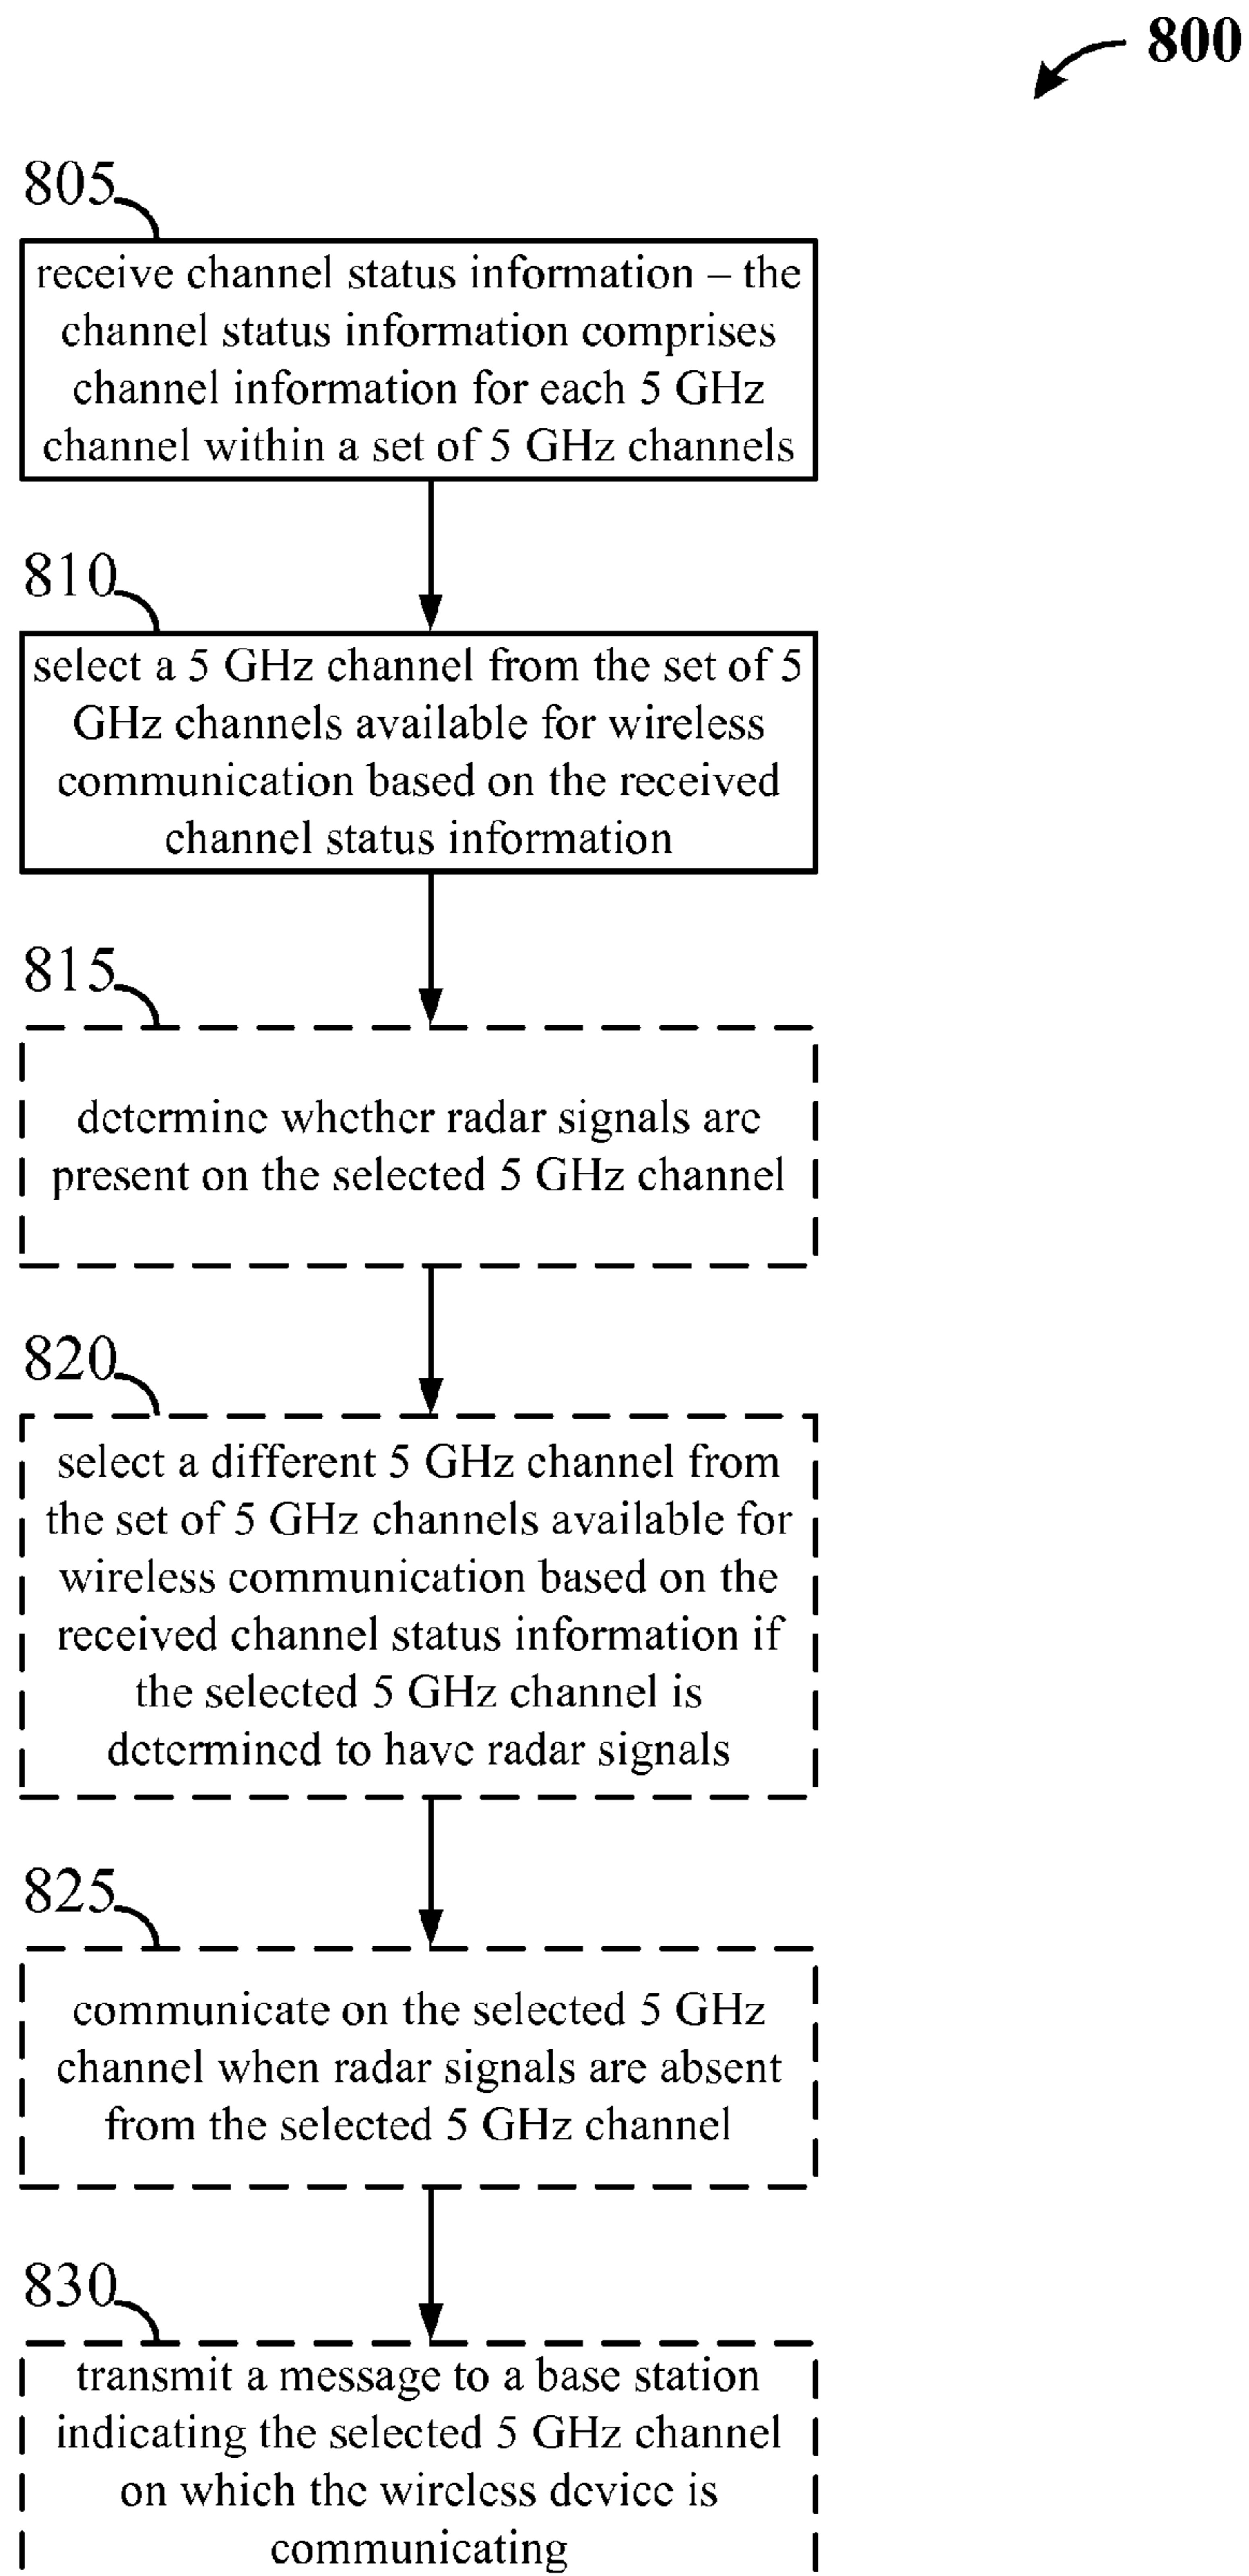 800
805
receive channel status information – the
channel status information comprises
channel information for each 5 GHz
channel within a set of 5 GHz channels
810
select a 5 GHz channel from the set of 5
GHz channels available for wireless
communication based on the received
channel status information
815
determine whether radar signals are
present on the selected 5 GHz channel
820
select a different 5 GHz channel from
the set of 5 GHz channels available for
wireless communication based on the
received channel status information if
the selected 5 GHz channel is
determined to have radar signals
825
communicate on the selected 5 GHz
channel when radar signals are absent
from the selected 5 GHz channel
830
transmit a message to a base station
indicating the selected 5 GHz channel
on which the wireless device is
communicating